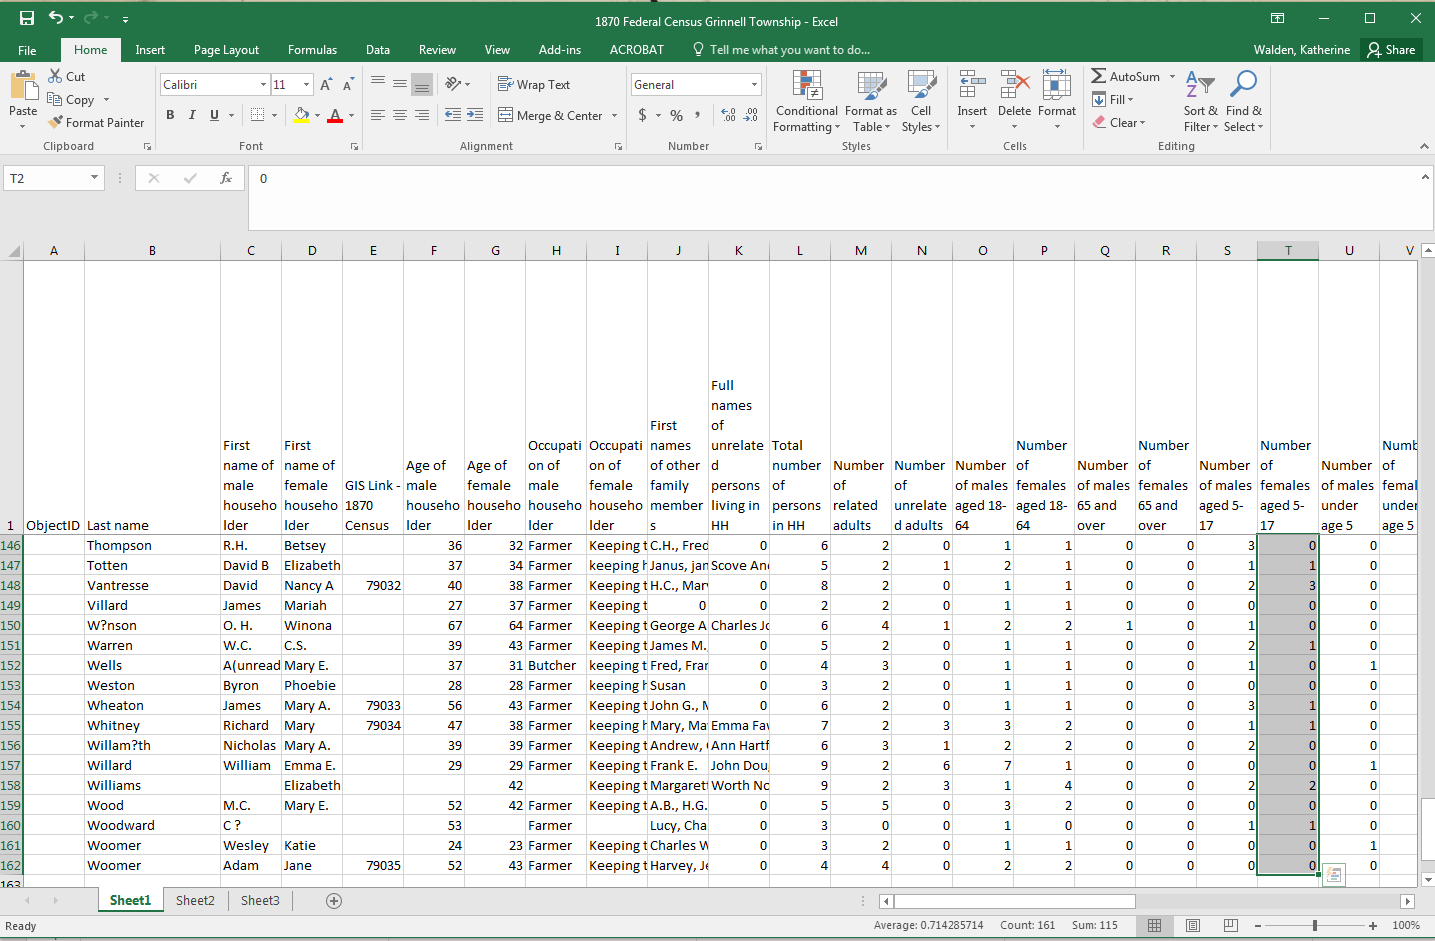 1870 Federal Census Grinnell Township - Excel
File Home Insert Page Layout Formulas Data Review View Add-ins ACROBAT Tell me what you want to do... Walden, Katherine Share
Paste Cut Copy Format Painter Clipboard
Calibri 11 B I U A Font
Wrap Text Merge & Center Alignment
General $ % , Number
Conditional Formatting Format as Table Cell Styles Styles
Insert Delete Format Cells
AutoSum Fill Clear Sort & Filter Find & Select Editing
T2 fx 0
A B C D E F G H I J K L M N O P Q R S T U V
1 ObjectID Last name First name of male househo lder First name of female househo lder GIS Link - 1870 Census Age of male househo lder Age of female househo lder Occupati on of male househo lder Occupati on of female househo lder First names of other family member s Full names of unrelate d persons living in HH Total number of persons in HH Number of related adults Number of unrelate d adults Number of males aged 18-64 Number of females aged 18-64 Number of males 65 and over Number of females 65 and over Number of males aged 5-17 Number of females aged 5-17 Number of males under age 5 Numb of femal under age 5
146 Thompson R.H. Betsey 36 32 Farmer Keeping t C.H., Fred 0 6 2 0 1 1 0 0 3 0 0
147 Totten David B Elizabeth 37 34 Farmer keeping h Janus, jan Scove An 5 2 1 2 1 0 0 1 1 0
148 Vantresse David Nancy A 79032 40 38 Farmer Keeping t H.C., Mar 0 8 2 0 1 1 0 0 2 3 0
149 Villard James Mariah 27 37 Farmer Keeping t 0 0 2 2 0 1 1 0 0 0 0 0
150 W?nson O. H. Winona 67 64 Farmer Keeping t George A Charles Jo 6 4 1 2 2 1 0 1 0 0
151 Warren W.C. C.S. 39 43 Farmer Keeping t James M. 0 5 2 0 1 1 0 0 2 1 0
152 Wells A(unread Mary E. 37 31 Butcher keeping t Fred, Fran 0 4 3 0 1 1 0 0 1 0 1
153 Weston Byron Phoebie 28 28 Farmer keeping h Susan 0 3 2 0 1 1 0 0 0 0 0
154 Wheaton James Mary A. 79033 56 43 Farmer Keeping t John G., M 0 6 2 0 1 1 0 0 3 1 0
155 Whitney Richard Mary 79034 47 38 Farmer keeping h Mary, Ma Emma Fav 7 2 3 3 2 0 0 1 1 0
156 Willam?th Nicholas Mary A. 39 39 Farmer Keeping t Andrew, Ann Hartf 6 3 1 2 2 0 0 2 0 0
157 Willard William Emma E. 29 29 Farmer Keeping t Frank E. John Dou 9 2 6 7 1 0 0 0 0 1
158 Williams Elizabeth 42 Keeping t Margaret Worth No 9 2 3 1 4 0 0 2 2 0
159 Wood M.C. Mary E. 52 42 Farmer Keeping t A.B., H.G. 0 5 5 0 3 2 0 0 0 0 0
160 Woodward C ? 53 Farmer Lucy, Cha 0 3 0 0 1 0 0 0 1 1 0
161 Woomer Wesley Katie 24 23 Farmer Keeping t Charles W 0 3 2 0 1 1 0 0 0 0 1
162 Woomer Adam Jane 79035 52 43 Farmer Keeping t Harvey, Je 0 4 4 0 2 2 0 0 0 0 0
163
Sheet1 Sheet2 Sheet3
Ready Average: 0.714285714 Count: 161 Sum: 115 100%